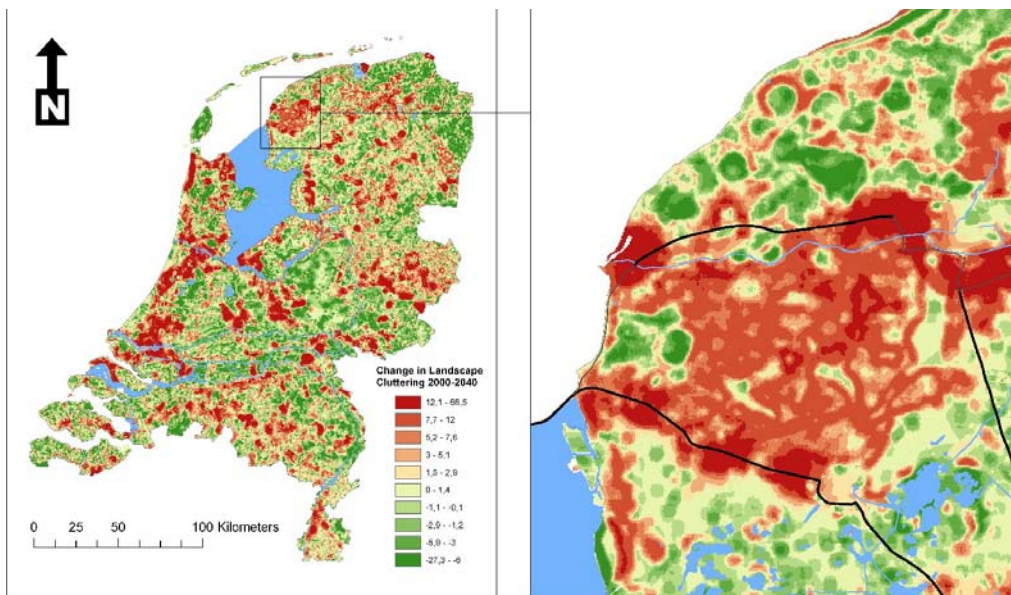 N
Change in Landscape
Cluttering 2000-2040
12,1 - 66,5
7,7 - 12
5,2 - 7,6
3 - 5,1
1,5 - 2,9
0 - 1,4
-1,1 - -0,1
-2,9 - -1,2
-5,9 - -3
-27,3 - -6
0 25 50 100 Kilometers